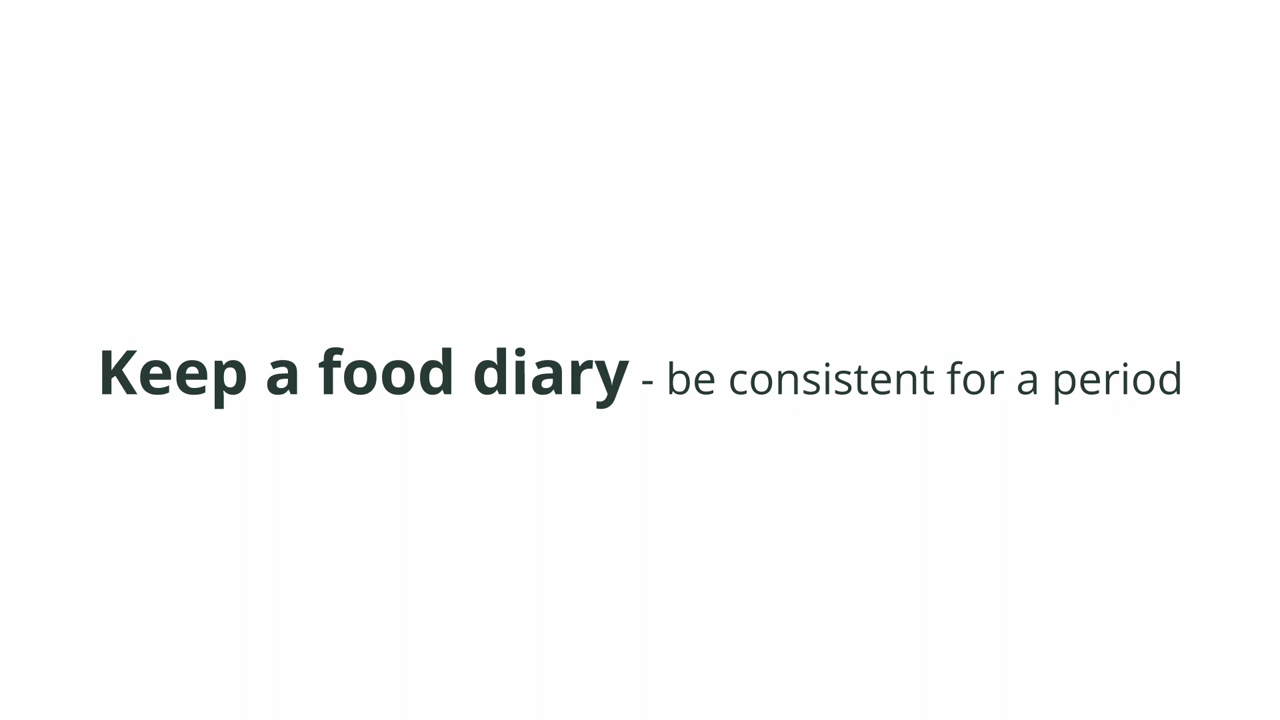 Keep a food diary - be consistent for a period